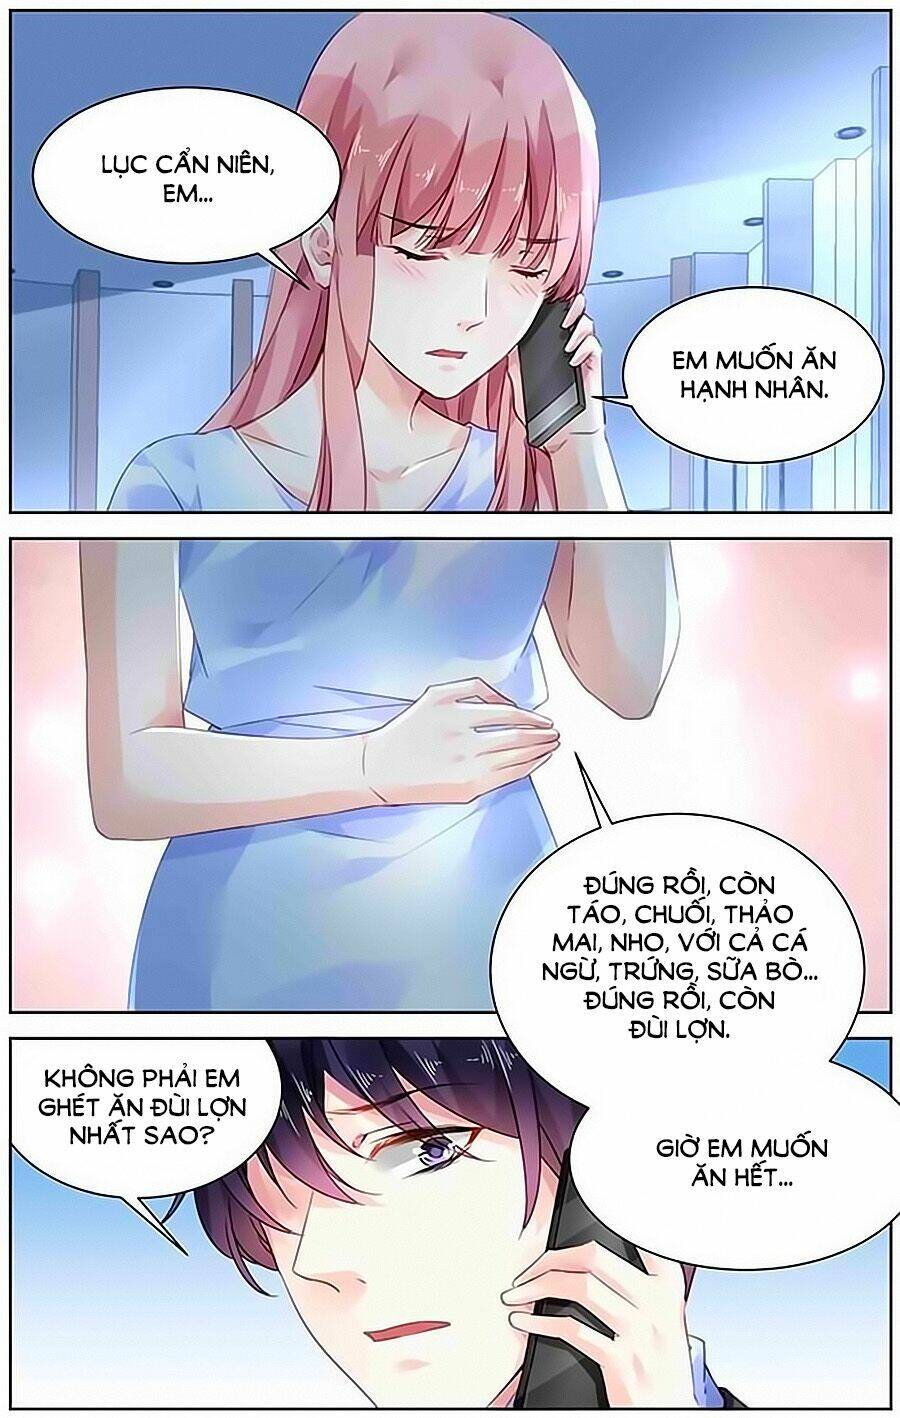 LỤC CẨN NIÊN,
EM...
EM MUỐN ĂN
HẠNH NHÂN.
ĐÚNG RỒI, CÒN
TÁO, CHUỐI, THẢO
MAI, NHO, VỚI CẢ CÁ
NGỪ, TRỨNG, SỮA BÒ...
ĐÚNG RỒI, CÒN
ĐÙI LỢN.
KHÔNG PHẢI EM
GHÉT ĂN ĐÙI LỢN
NHẤT SAO?
GIỜ EM MUỐN
ĂN HẾT...